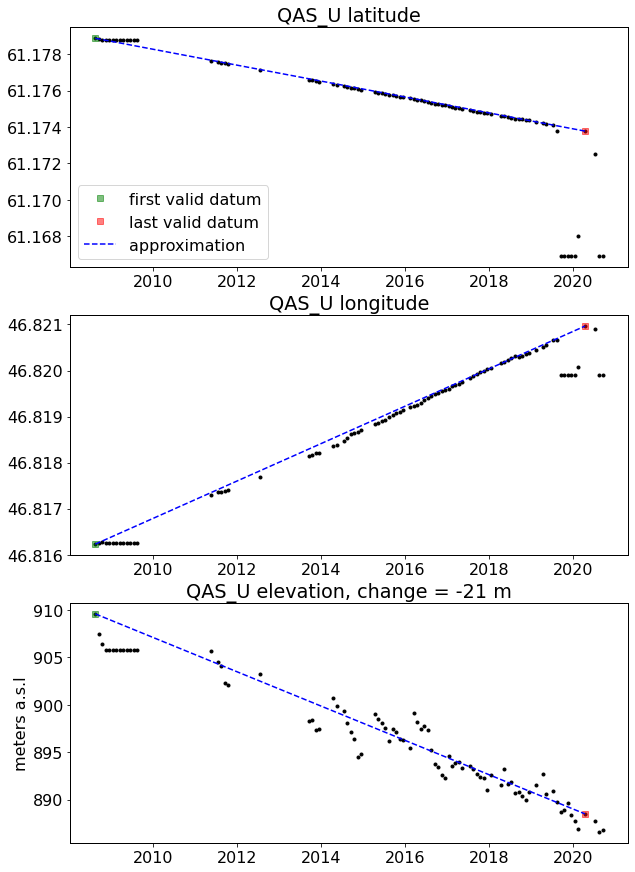 QAS_U latitude
61.178
61.176
61.174
61.172
61.170
61.168
first valid datum
last valid datum
approximation
2010 2012 2014 2016 2018 2020
QAS_U longitude
46.821
46.820
46.819
46.818
46.817
46.816
2010 2012 2014 2016 2018 2020
QAS_U elevation, change = -21 m
meters a.s.l
910
905
900
895
890
2010 2012 2014 2016 2018 2020